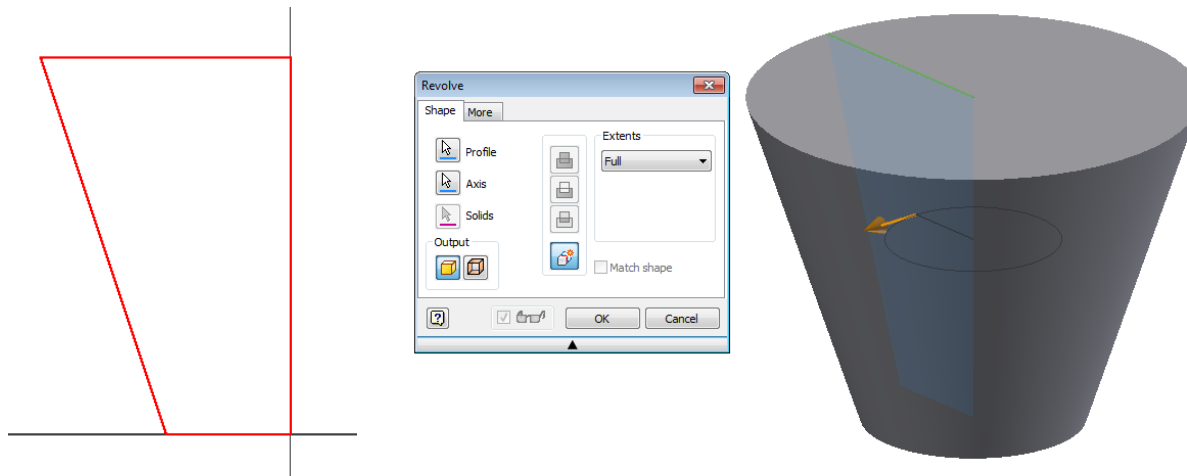 Revolve
Shape More
Profile
Axis
Solids
Output
Extents
Full
Match shape
OK Cancel